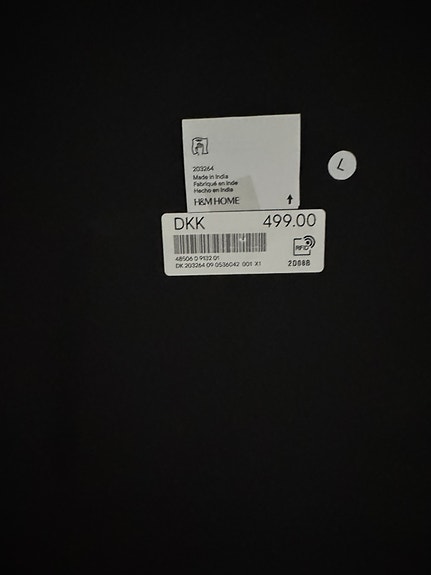 203264
Made in India
Fabriqué en Inde
Hecho en India
H&M HOME
L
DKK 499.00
RFID
48506 0 9132 01
DK 203264 09 0536042 001 X1